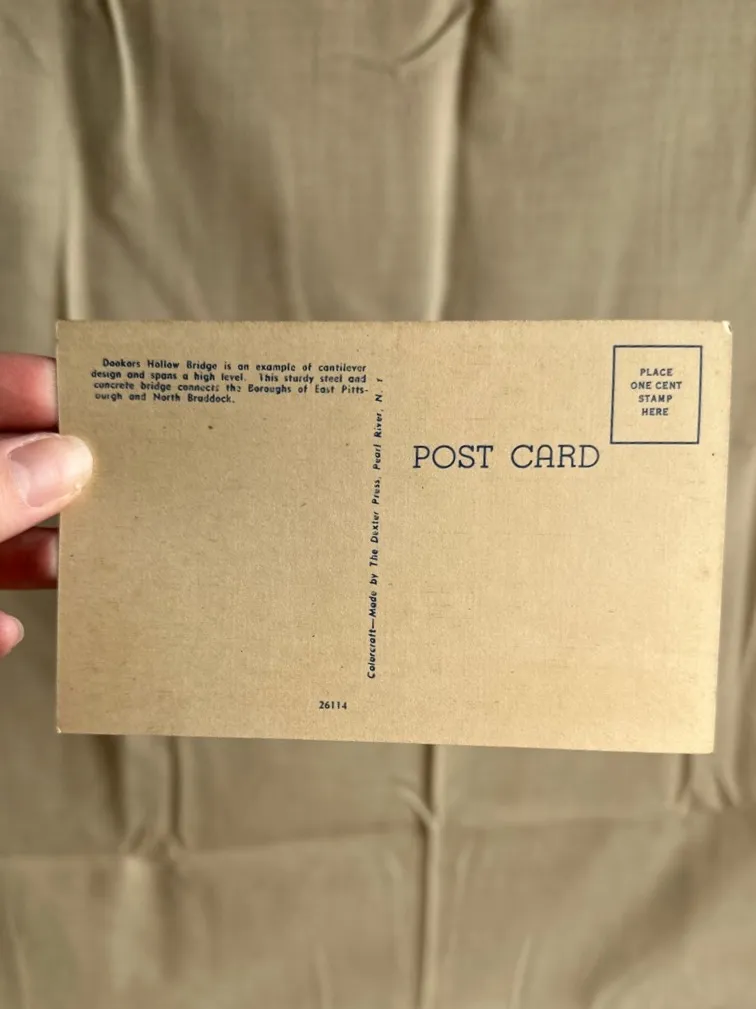 Dookers Hollow Bridge is an example of cantilever
design and spans a high level. This sturdy steel and
concrete bridge connects the Boroughs of East Pitts-
burgh and North Braddock.
Colorcraft—Made by The Dexter Press, Pearl River, N. Y.
26114
POST CARD
PLACE
ONE CENT
STAMP
HERE